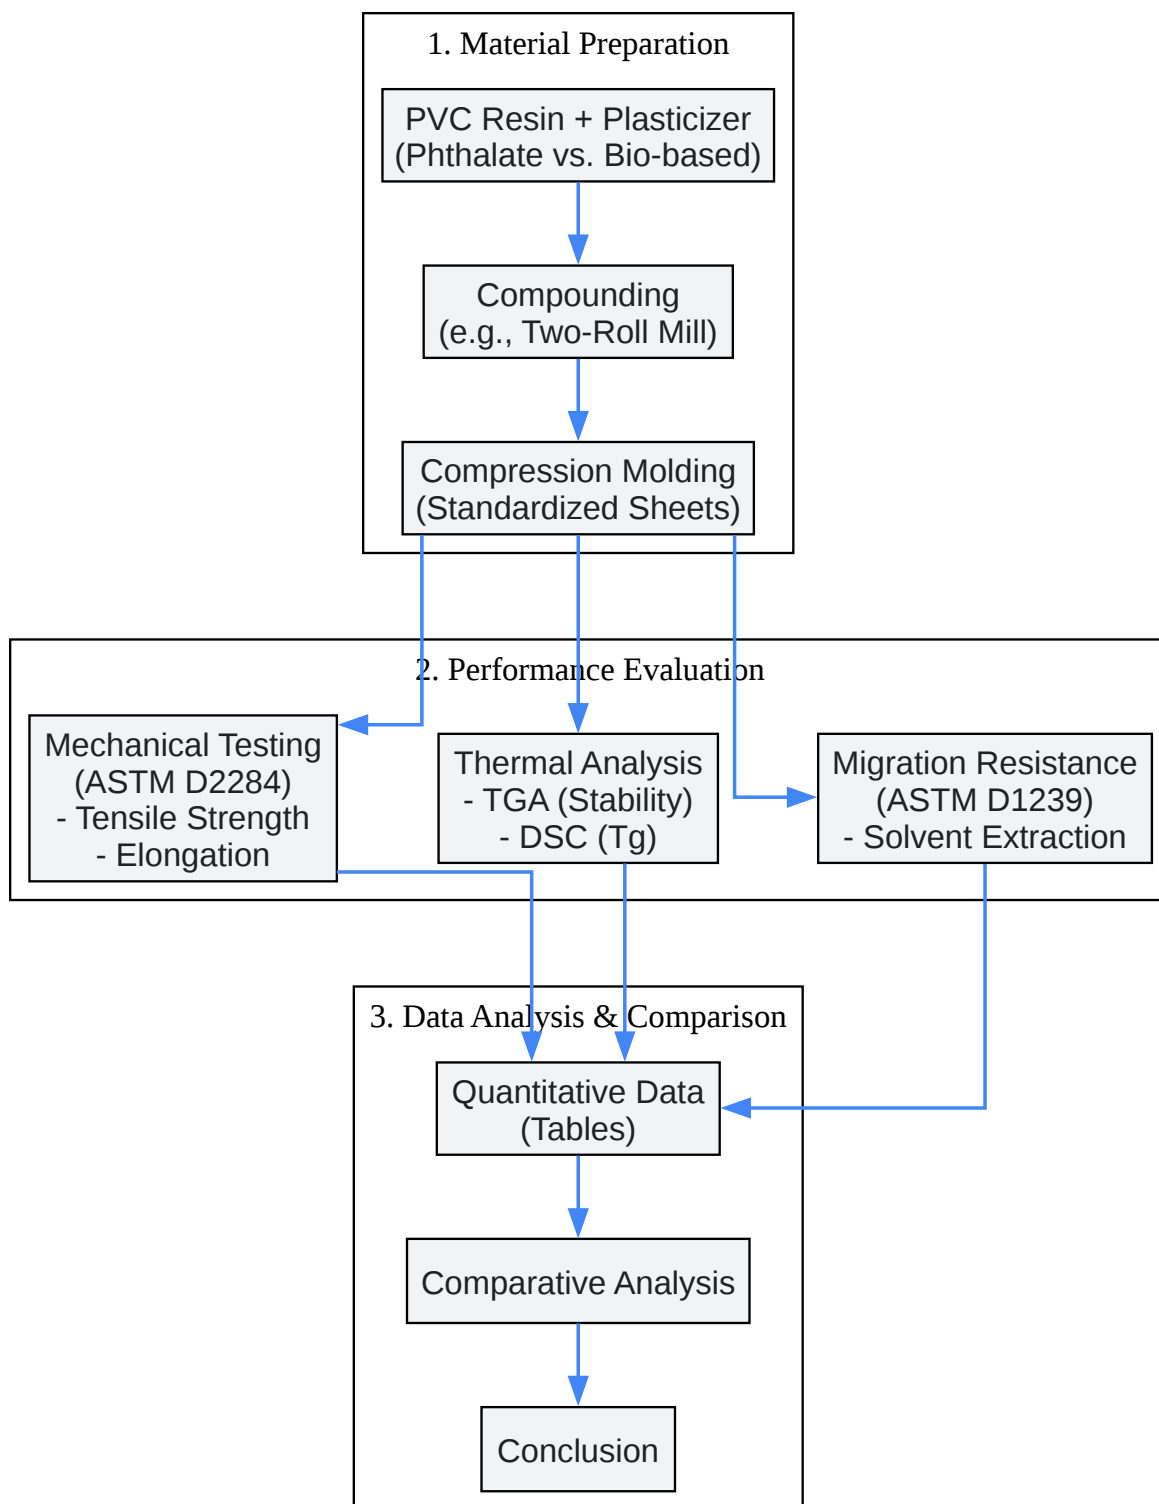 1. Material Preparation
PVC Resin + Plasticizer
(Phthalate vs. Bio-based)
Compounding
(e.g., Two-Roll Mill)
Compression Molding
(Standardized Sheets)
2. Performance Evaluation
Mechanical Testing
(ASTM D2284)
- Tensile Strength
- Elongation
Thermal Analysis
- TGA (Stability)
- DSC (Tg)
Migration Resistance
(ASTM D1239)
- Solvent Extraction
3. Data Analysis & Comparison
Quantitative Data
(Tables)
Comparative Analysis
Conclusion